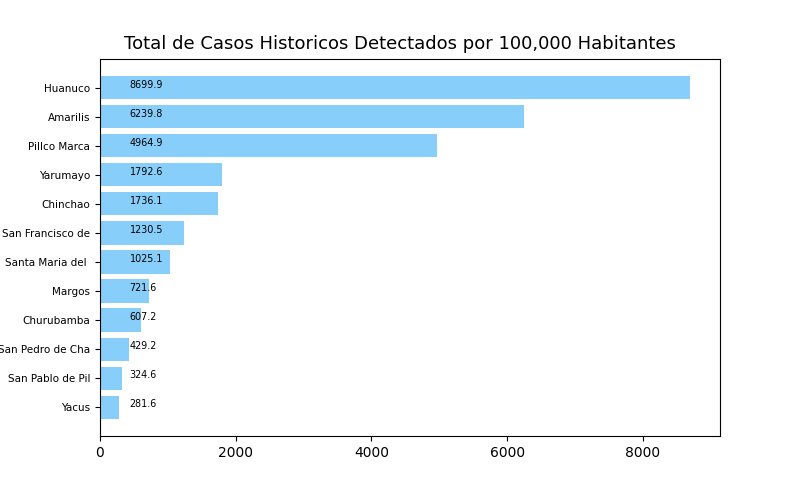 Total de Casos Historicos Detectados por 100,000 Habitantes
Huanuco 8699.9
Amarilis 6239.8
Pillco Marca 4964.9
Yarumayo 1792.6
Chinchao 1736.1
San Francisco de 1230.5
Santa Maria del 1025.1
Margos 721.6
Churubamba 607.2
San Pedro de Cha 429.2
San Pablo de Pil 324.6
Yacus 281.6
0 2000 4000 6000 8000